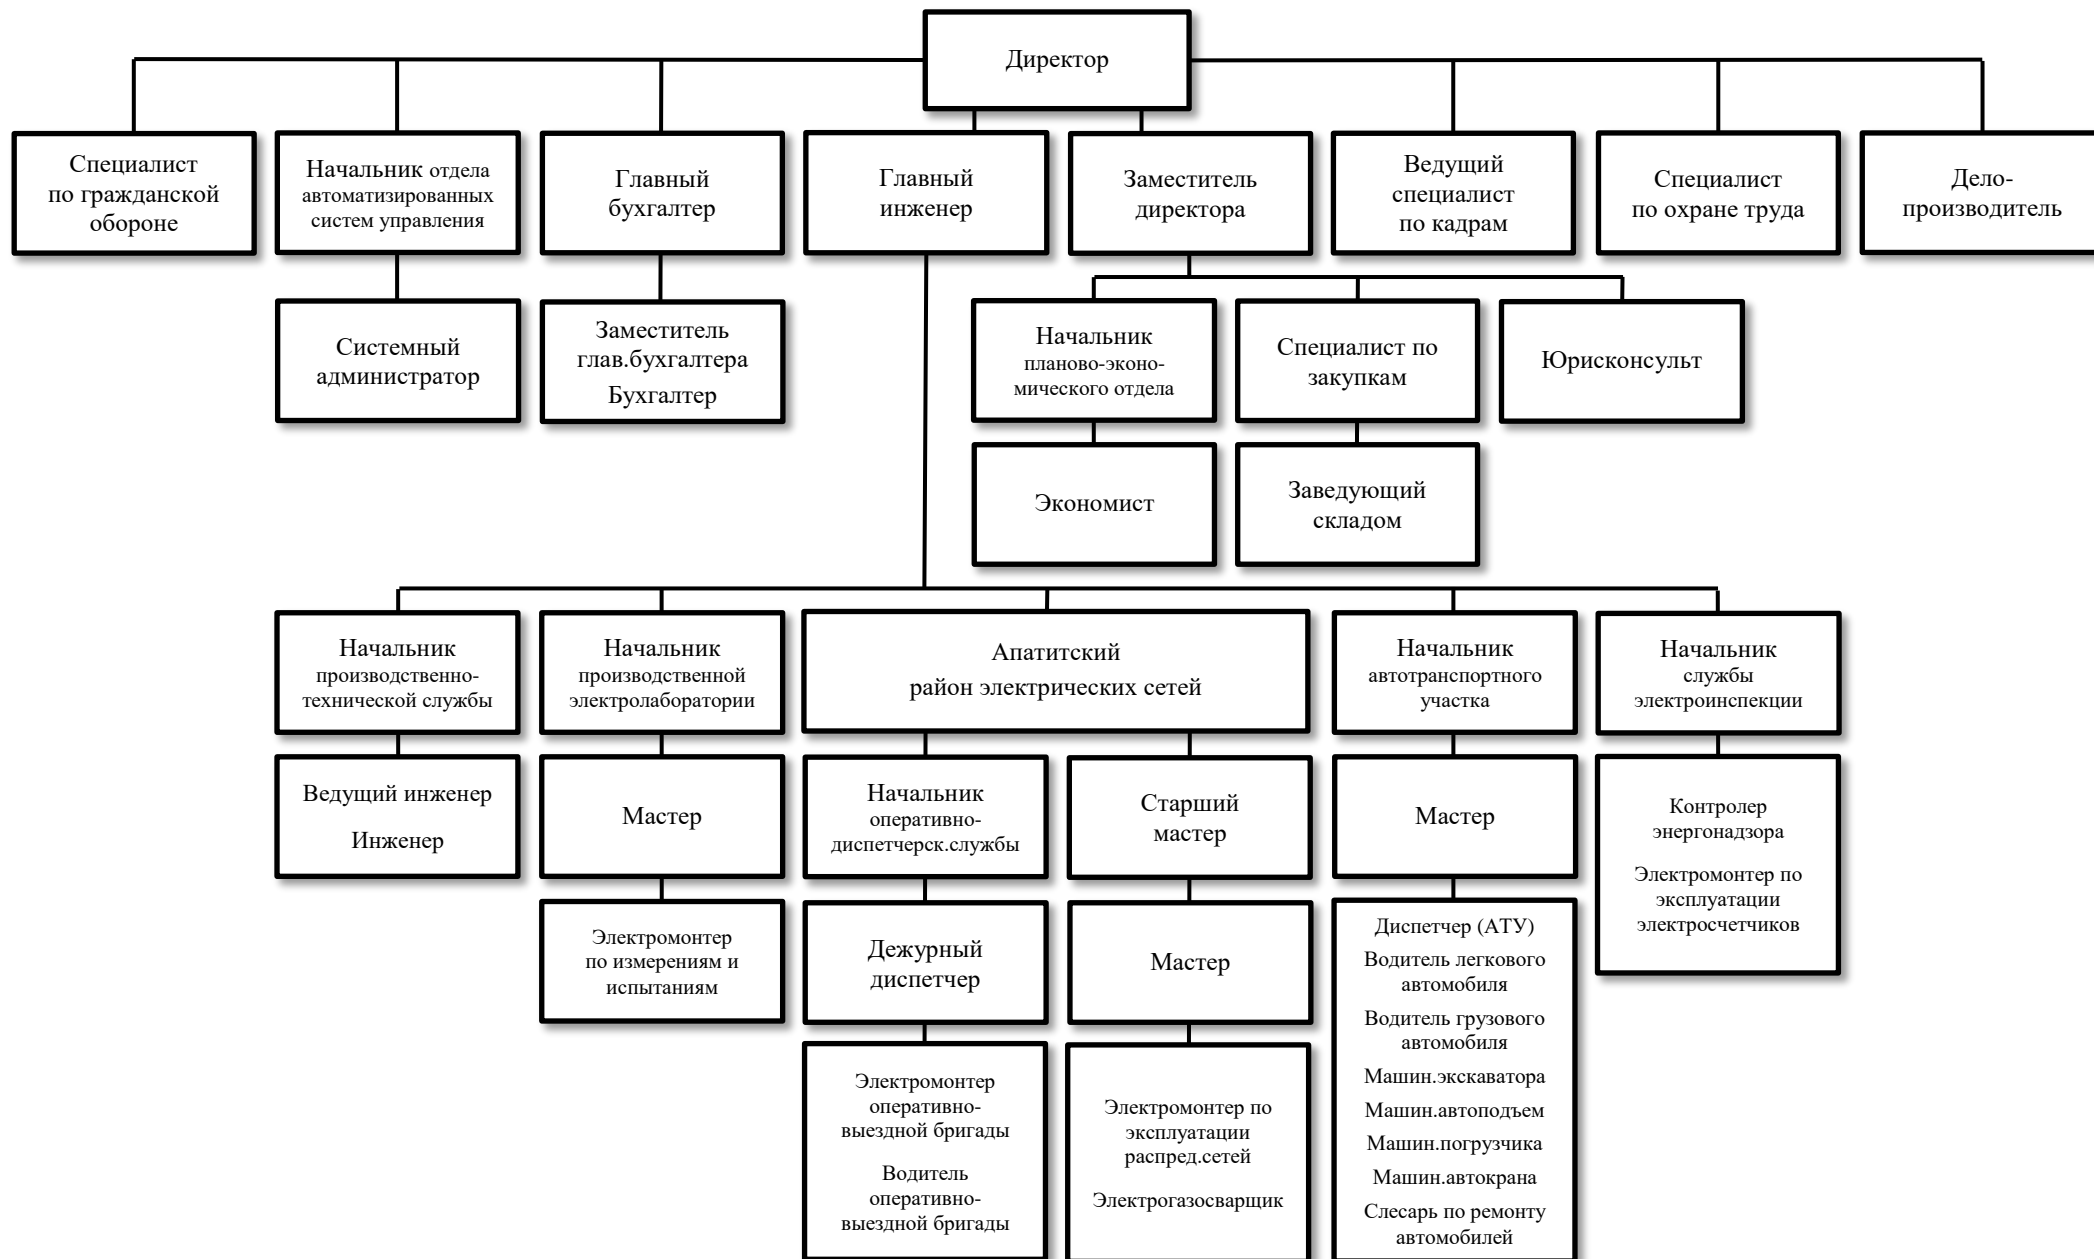 Директор
Специалист
по гражданской
обороне
Начальник отдела
автоматизированных
систем управления
Главный
бухгалтер
Главный
инженер
Заместитель
директора
Ведущий
специалист
по кадрам
Специалист
по охране труда
Дело-
производитель
Системный
администратор
Заместитель
глав.бухгалтера
Бухгалтер
Начальник
планово-эконо-
мического отдела
Специалист по
закупкам
Юрисконсульт
Экономист
Заведующий
складом
Начальник
производственно-
технической службы
Начальник
производственной
электролаборатории
Апатитский
район электрических сетей
Начальник
автотранспортного
участка
Начальник
службы
электроинспекции
Ведущий инженер
Инженер
Мастер
Начальник
оперативно-
диспетчерск.службы
Старший
мастер
Мастер
Контролер
энергонадзора
Электромонтер по
эксплуатации
электросчетчиков
Электромонтер
по измерениям и
испытаниям
Дежурный
диспетчер
Мастер
Диспетчер (АТУ)
Водитель легкового
автомобиля
Водитель грузового
автомобиля
Машин.экскаватора
Машин.автоподъем
Машин.погрузчика
Машин.автокрана
Слесарь по ремонту
автомобилей
Электромонтер
оперативно-
выездной бригады
Водитель
оперативно-
выездной бригады
Электромонтер по
эксплуатации
распред.сетей
Электрогазосварщик